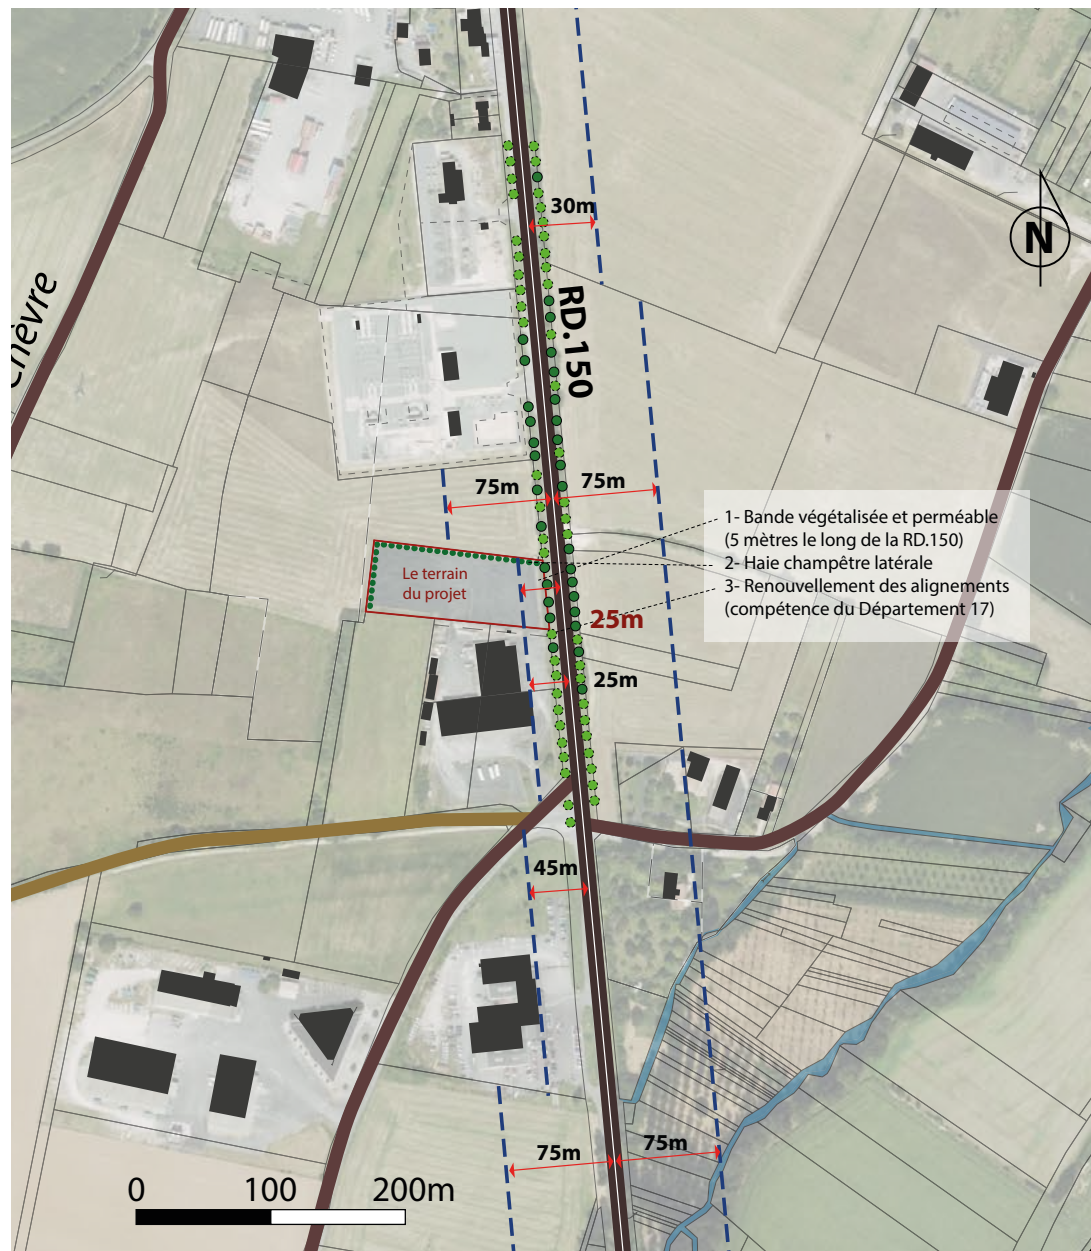 30m
N
RD.150
75m
75m
1- Bande végétalisée et perméable
(5 mètres le long de la RD.150)
2- Haie champêtre latérale
3- Renouvellement des alignements
(compétence du Département 17)
Le terrain
du projet
25m
25m
45m
75m
75m
0 100 200m